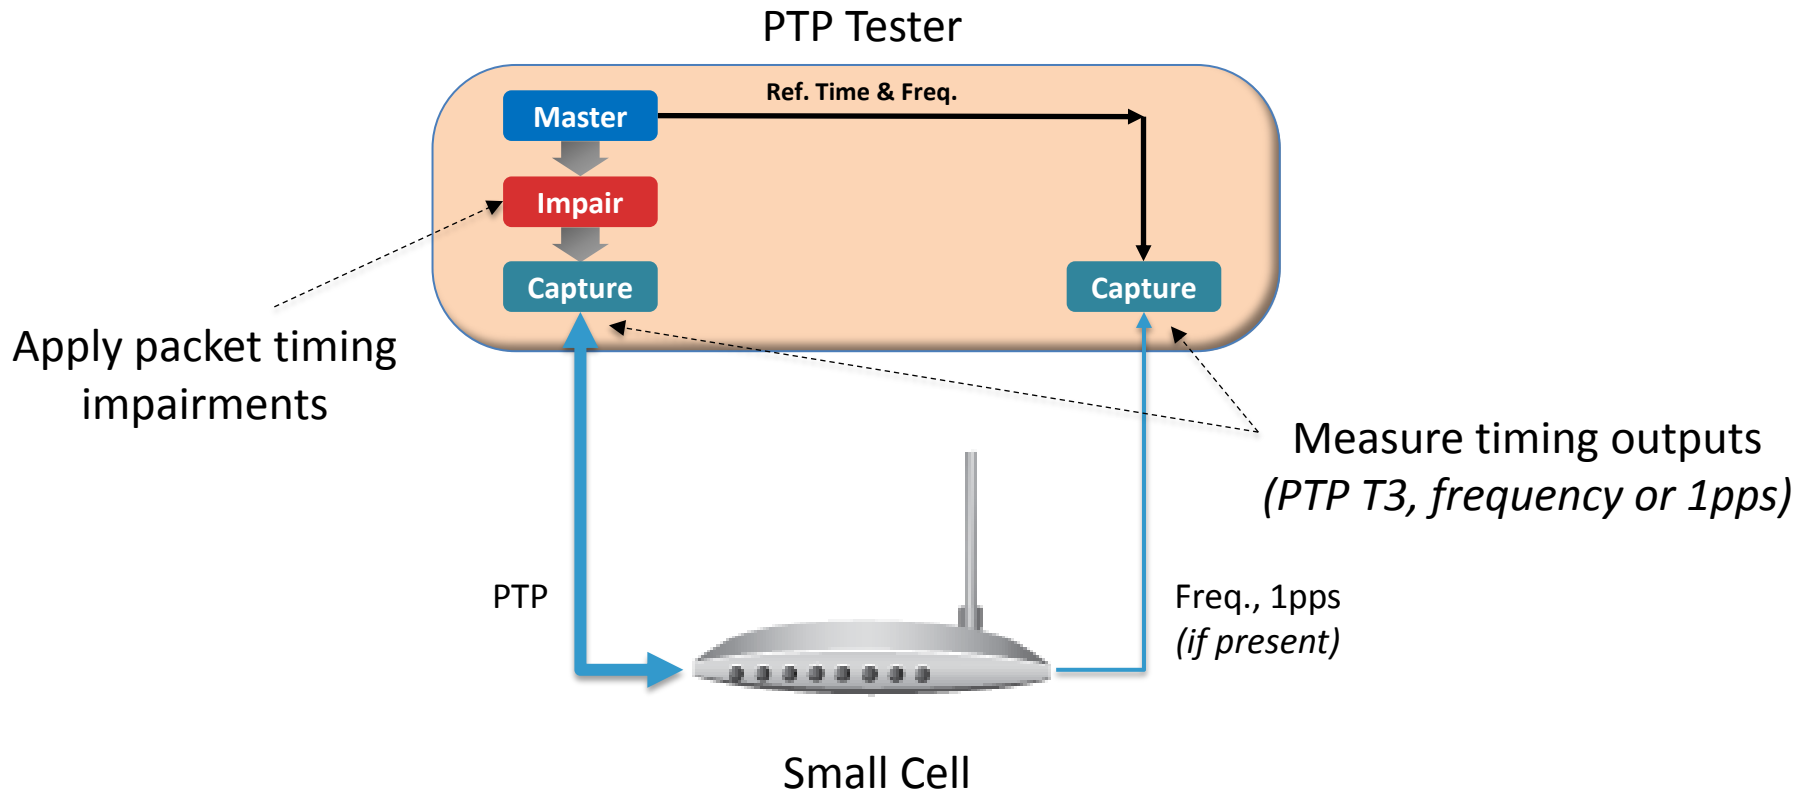 PTP Tester
Ref. Time & Freq.
Master
Impair
Capture
Capture
Apply packet timing
impairments
Measure timing outputs
(PTP T3, frequency or 1pps)
PTP
Freq., 1pps
(if present)
Small Cell